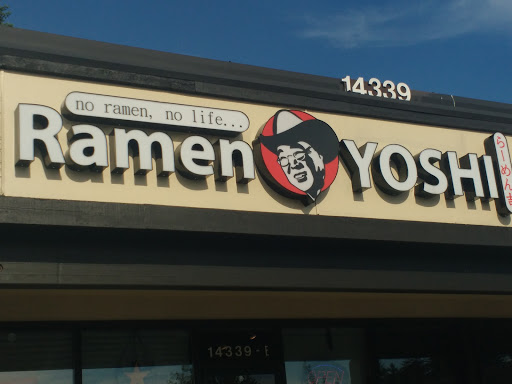 14339
no ramen, no life...
Ramen YOSHI
らーめん
14339